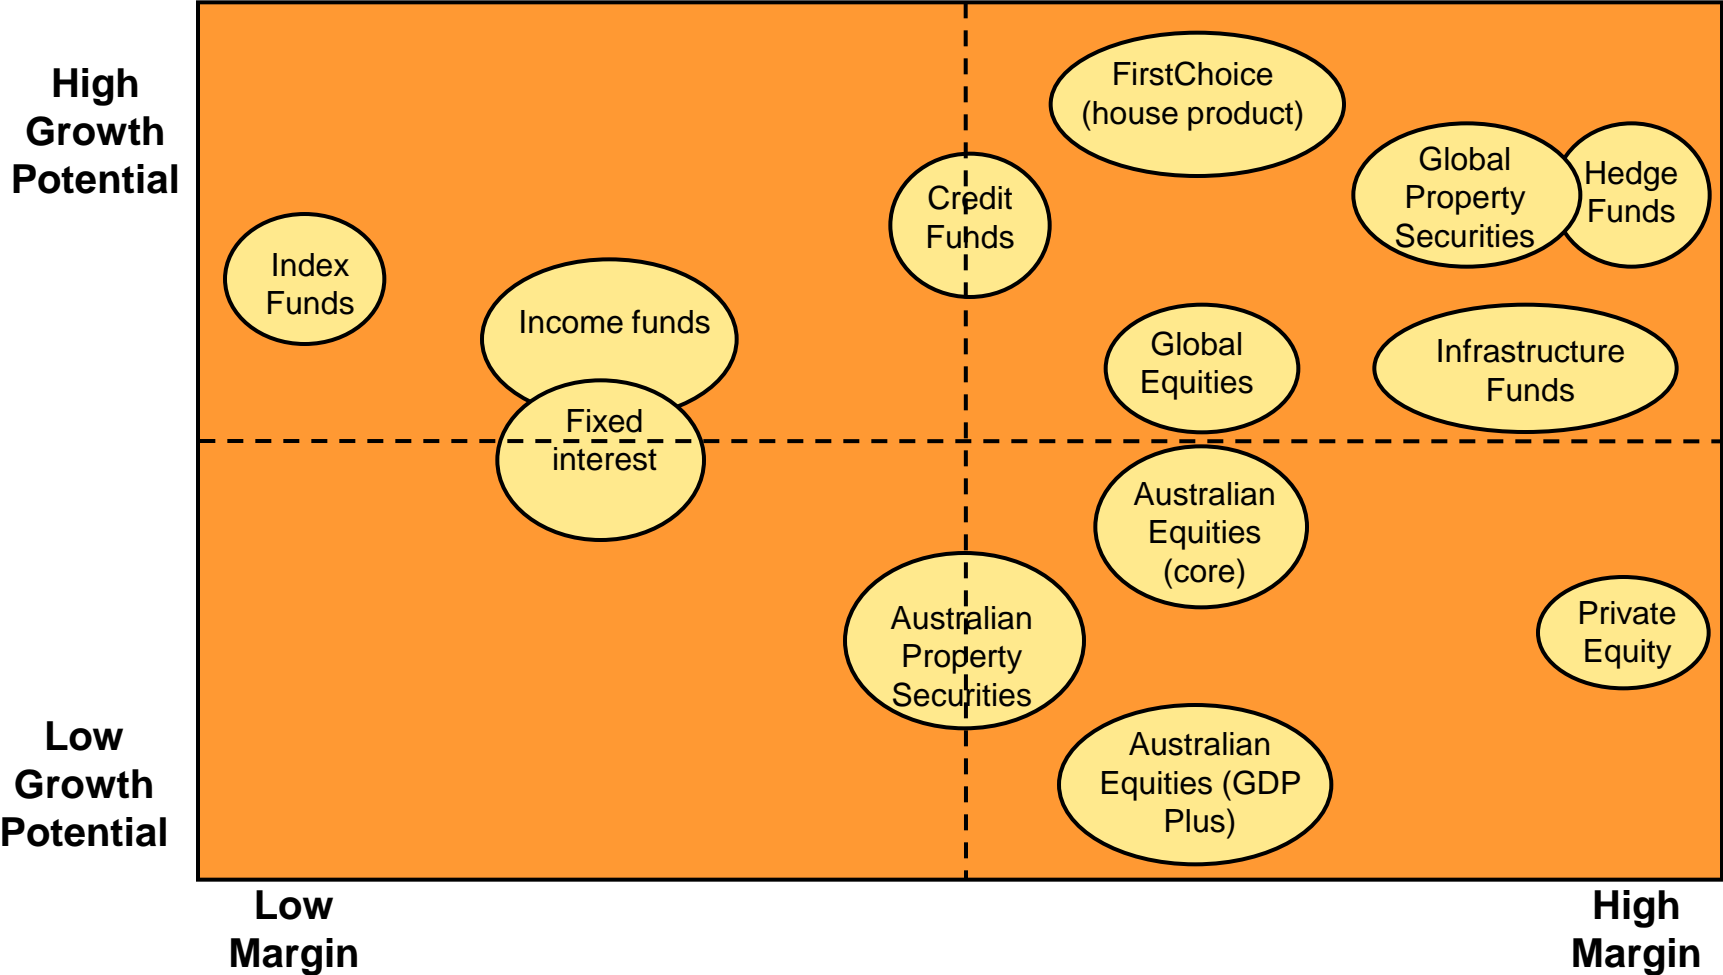 High
Growth
Potential
FirstChoice
(house product)
Global
Property
Securities
Hedge
Funds
Credit
Funds
Index
Funds
Income funds
Global
Equities
Infrastructure
Funds
Fixed
interest
Australian
Equities
(core)
Australian
Property
Securities
Private
Equity
Australian
Equities (GDP
Plus)
Low
Growth
Potential
Low
Margin
High
Margin